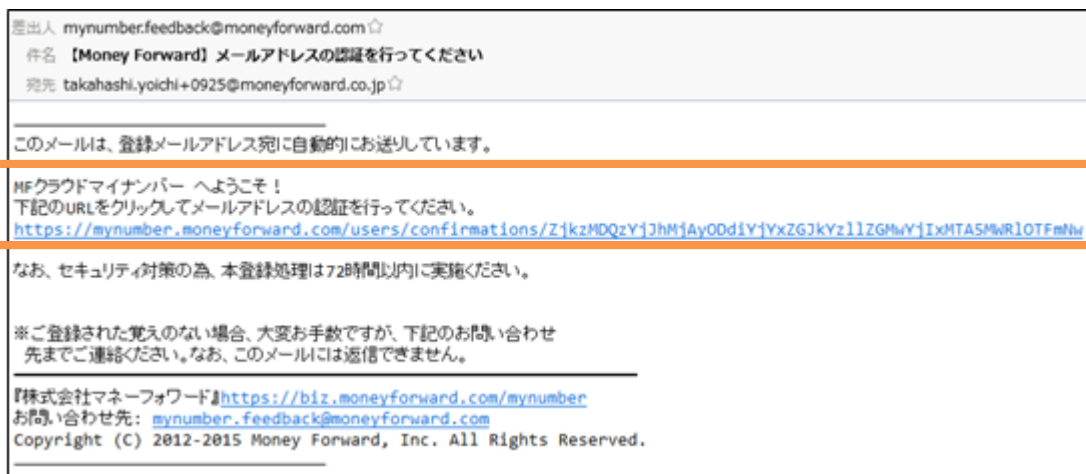 差出人 mynumber.feedback@moneyforward.com☆
件名 【Money Forward】メールアドレスの認証を行ってください
宛先 takahashi.yoichi+0925@moneyforward.co.jp☆
このメールは、登録メールアドレス宛に自動的にお送りしています。
MFクラウドマイナンバー へようこそ！
下記のURLをクリックしてメールアドレスの認証を行ってください。
https://mynumber.moneyforward.com/users/confirmations/ZjkzMDQzYjJhMjAyODdiYjYxZGJkYzllZGMwYjIxMTA5MWRlOTFmNw
なお、セキュリティ対策の為、本登録処理は72時間以内に実施ください。
※ご登録された覚えのない場合、大変お手数ですが、下記のお問い合わせ
先までご連絡ください。なお、このメールには返信できません。
『株式会社マネーフォワード』https://biz.moneyforward.com/mynumber
お問い合わせ先: mynumber.feedback@moneyforward.com
Copyright (C) 2012-2015 Money Forward, Inc. All Rights Reserved.